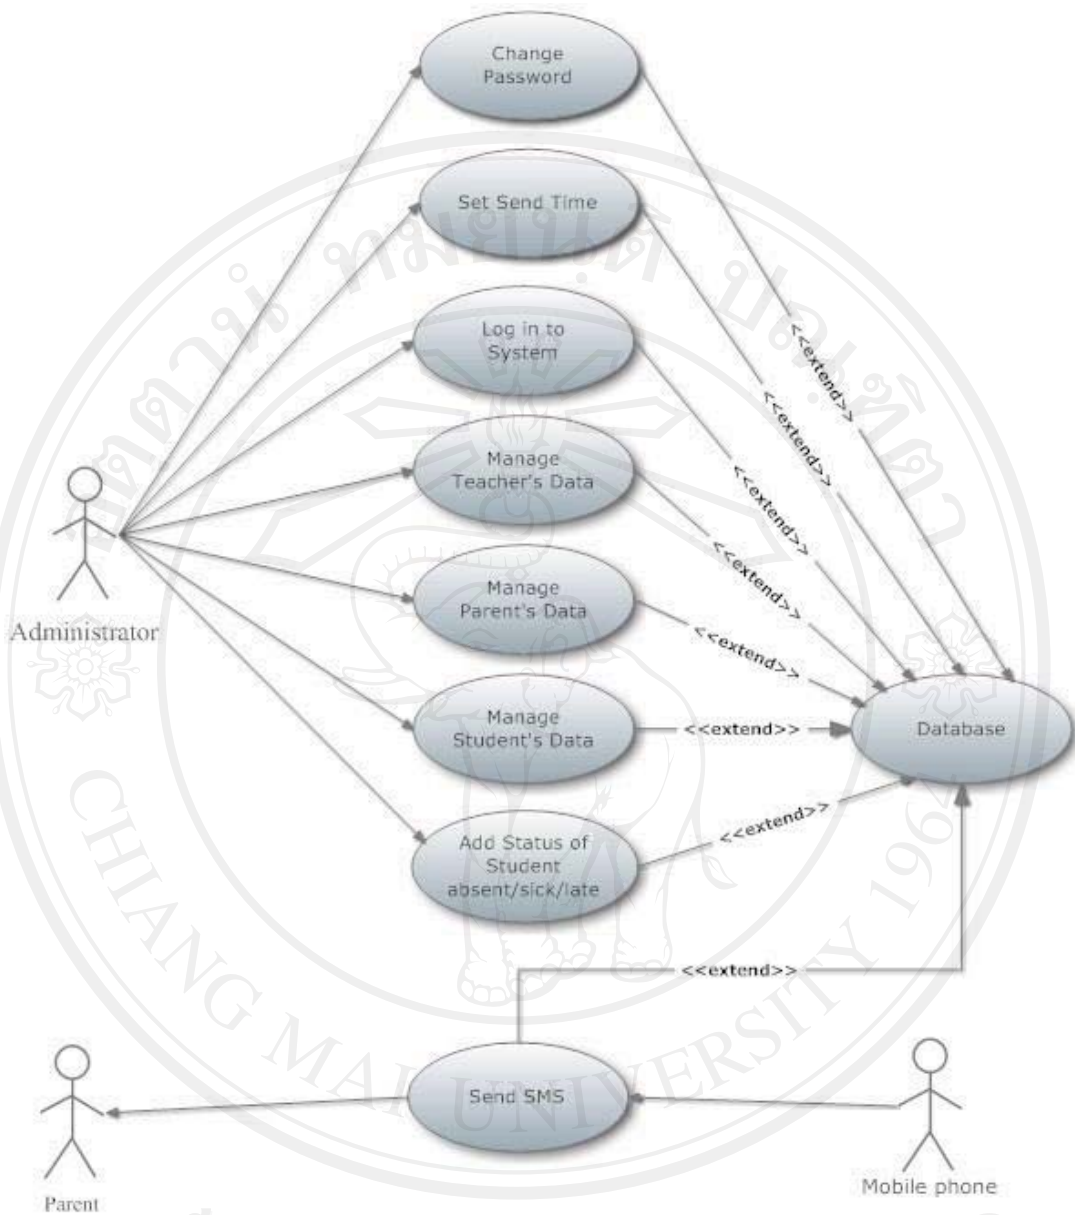 Change
Password
Set Send Time
Log in to
System
Manage
Teacher's Data
Manage
Parent's Data
Manage
Student's Data
Add Status of
Student
absent/sick/late
Send SMS
Database
Administrator
Parent
Mobile phone
<<extend>>
<<extend>>
<<extend>>
<<extend>>
<<extend>>
<<extend>>
<<extend>>
<<extend>>
CHIANG MAI UNIVERSITY 1964